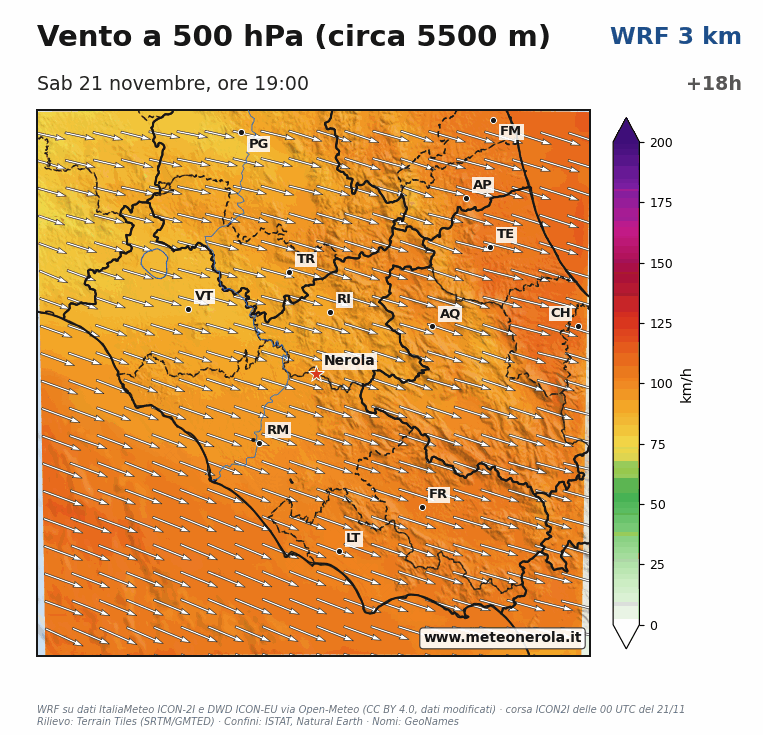 Vento a 500 hPa (circa 5500 m)
WRF 3 km
Sab 21 novembre, ore 19:00
+18h
FM
PG
AP
TE
TR
VT
RI
AQ
CH
Nerola
RM
FR
LT
www.meteonerola.it
200
175
150
125
100
75
50
25
0
km/h
WRF su dati ItaliaMeteo ICON-2I e DWD ICON-EU via Open-Meteo (CC BY 4.0, dati modificati) · corsa ICON2I delle 00 UTC del 21/11
Rilievo: Terrain Tiles (SRTM/GMTED) · Confini: ISTAT, Natural Earth · Nomi: GeoNames